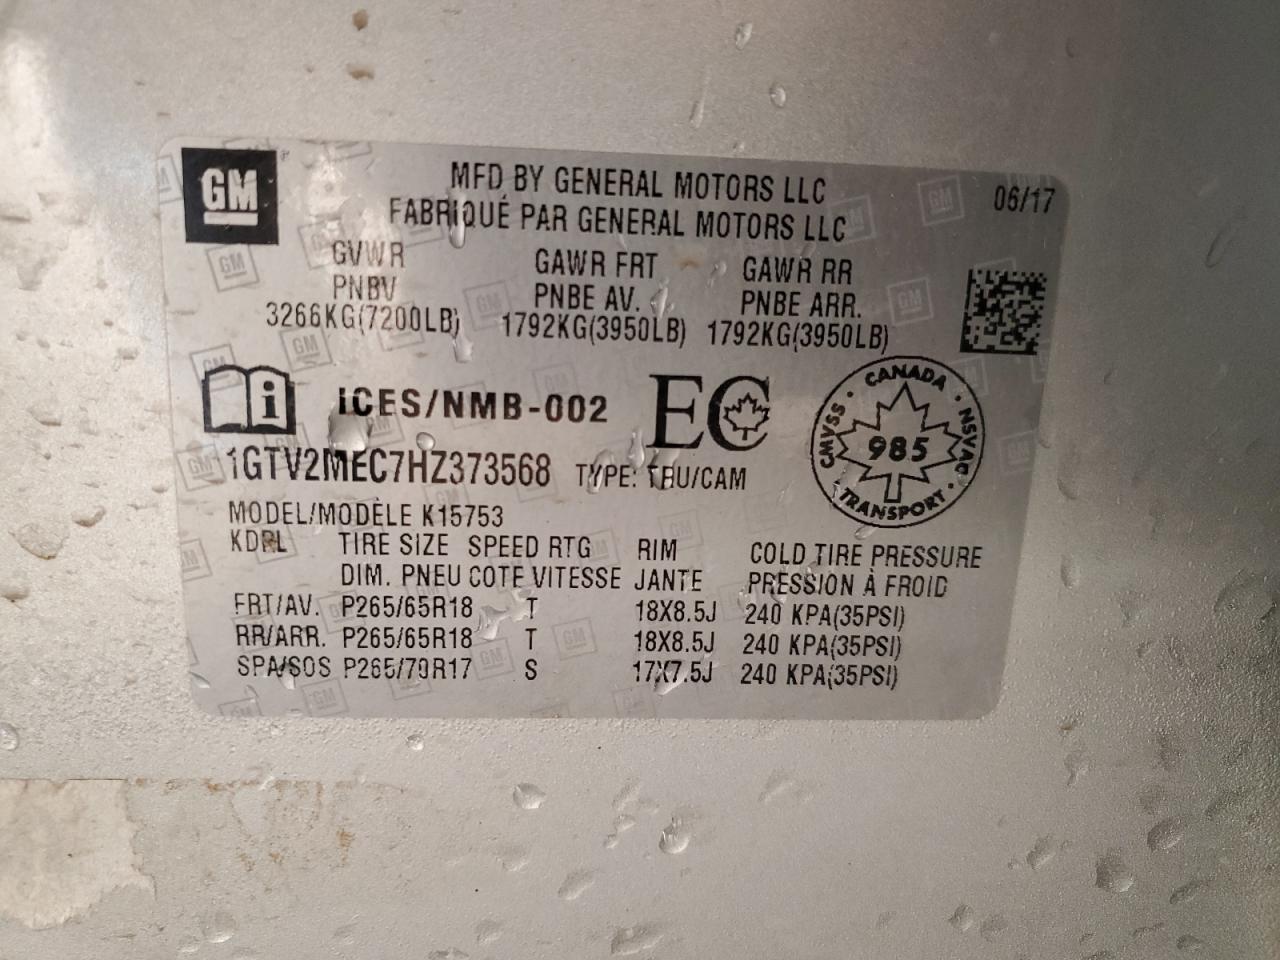 GM
MFD BY GENERAL MOTORS LLC
06/17
FABRIQUÉ PAR GENERAL MOTORS LLC
GVWR GAWR FRT GAWR RR
PNBV PNBE AV. PNBE ARR.
3266KG(7200LB) 1792KG(3950LB) 1792KG(3950LB)
i ICES/NMB-002 EC
CANADA
CMVSS 985 NSVAC
TRANSPORT
1GTV2MEC7HZ373568 TYPE: TRU/CAM
MODEL/MODÈLE K15753
KDRL TIRE SIZE SPEED RTG RIM COLD TIRE PRESSURE
DIM. PNEU COTE VITESSE JANTE PRESSION À FROID
FRT/AV. P265/65R18 T 18X8.5J 240 KPA(35PSI)
RR/ARR. P265/65R18 T 18X8.5J 240 KPA(35PSI)
SPA/SOS P265/70R17 S 17X7.5J 240 KPA(35PSI)